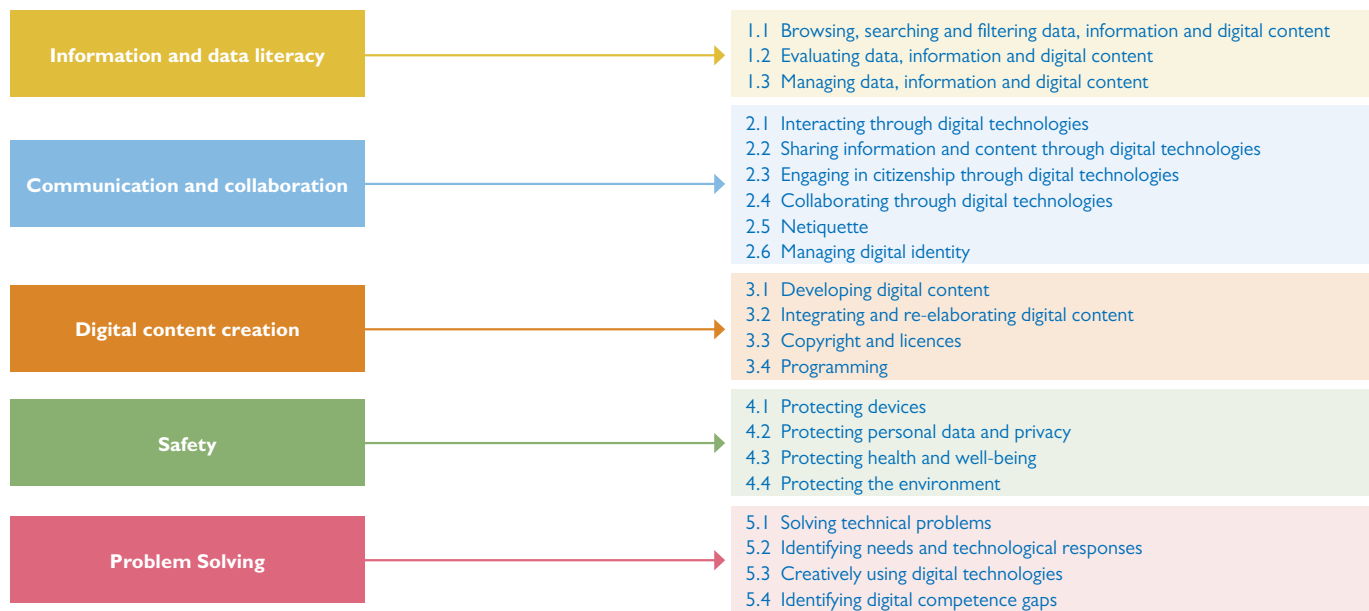 Information and data literacy
1.1 Browsing, searching and filtering data, information and digital content
1.2 Evaluating data, information and digital content
1.3 Managing data, information and digital content
Communication and collaboration
2.1 Interacting through digital technologies
2.2 Sharing information and content through digital technologies
2.3 Engaging in citizenship through digital technologies
2.4 Collaborating through digital technologies
2.5 Netiquette
2.6 Managing digital identity
Digital content creation
3.1 Developing digital content
3.2 Integrating and re-elaborating digital content
3.3 Copyright and licences
3.4 Programming
Safety
4.1 Protecting devices
4.2 Protecting personal data and privacy
4.3 Protecting health and well-being
4.4 Protecting the environment
Problem Solving
5.1 Solving technical problems
5.2 Identifying needs and technological responses
5.3 Creatively using digital technologies
5.4 Identifying digital competence gaps